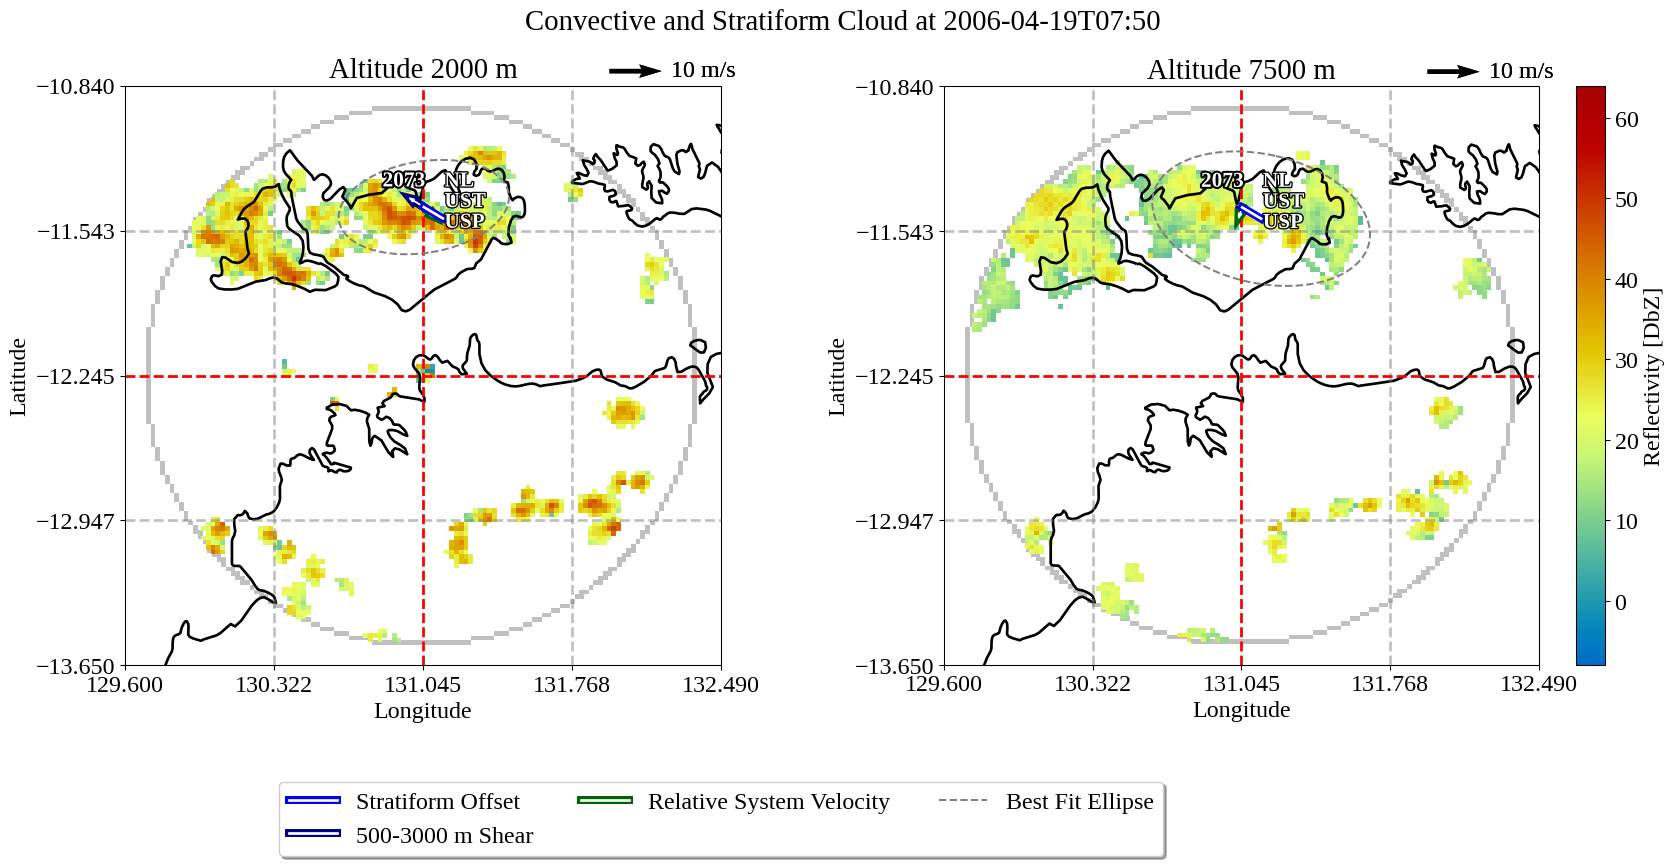 Convective and Stratiform Cloud at 2006-04-19T07:50
Altitude 2000 m
10 m/s
−10.840
−11.543
−12.245
−12.947
−13.650
Latitude
2073
NL
UST
USP
129.600
130.322
131.045
131.768
132.490
Longitude
Altitude 7500 m
10 m/s
−10.840
−11.543
−12.245
−12.947
−13.650
Latitude
2073
NL
UST
USP
129.600
130.322
131.045
131.768
132.490
Longitude
60
50
40
30
20
10
0
Reflectivity [DbZ]
Stratiform Offset
500-3000 m Shear
Relative System Velocity
Best Fit Ellipse